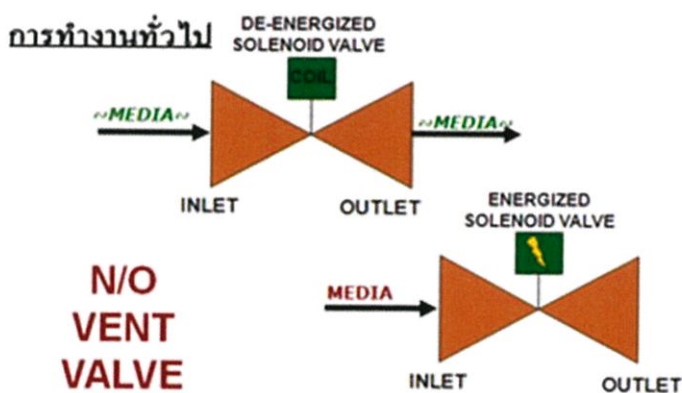 การทำงานทั่วไป
DE-ENERGIZED
SOLENOID VALVE
COIL
~MEDIA~
~MEDIA~
INLET
OUTLET
ENERGIZED
SOLENOID VALVE
N/O
VENT
VALVE
MEDIA
INLET
OUTLET